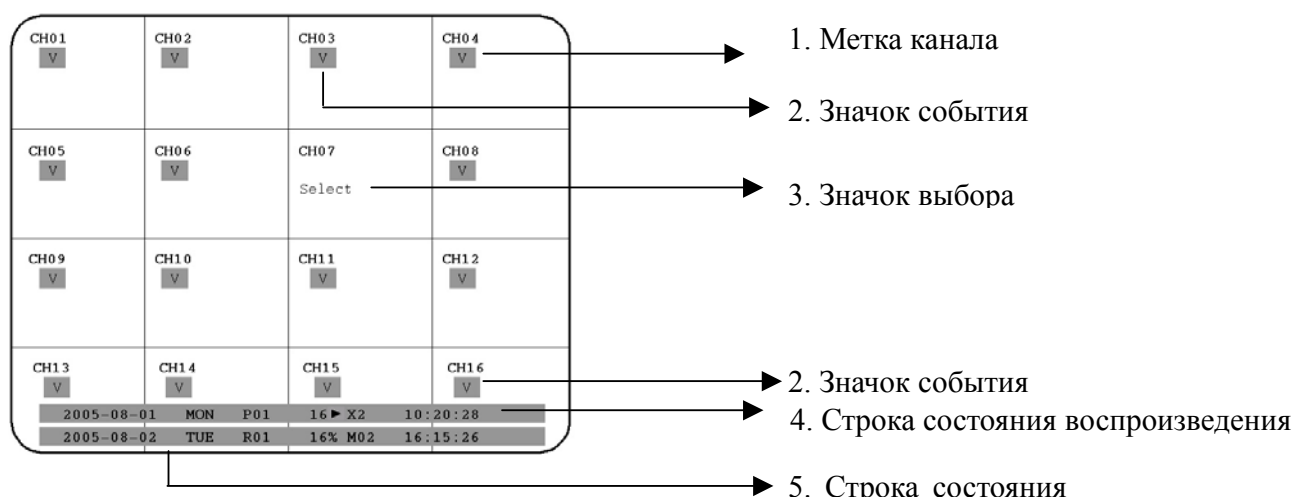 CH01 CH02 CH03 CH04
V V V V
1. Метка канала
2. Значок события
CH05 CH06 CH07 CH08
V V Select V
3. Значок выбора
CH09 CH10 CH11 CH12
V V V V
CH13 CH14 CH15 CH16
V V V V
2. Значок события
2005-08-01 MON P01 16► X2 10:20:28
4. Строка состояния воспроизведения
2005-08-02 TUE R01 16% M02 16:15:26
5. Строка состояния